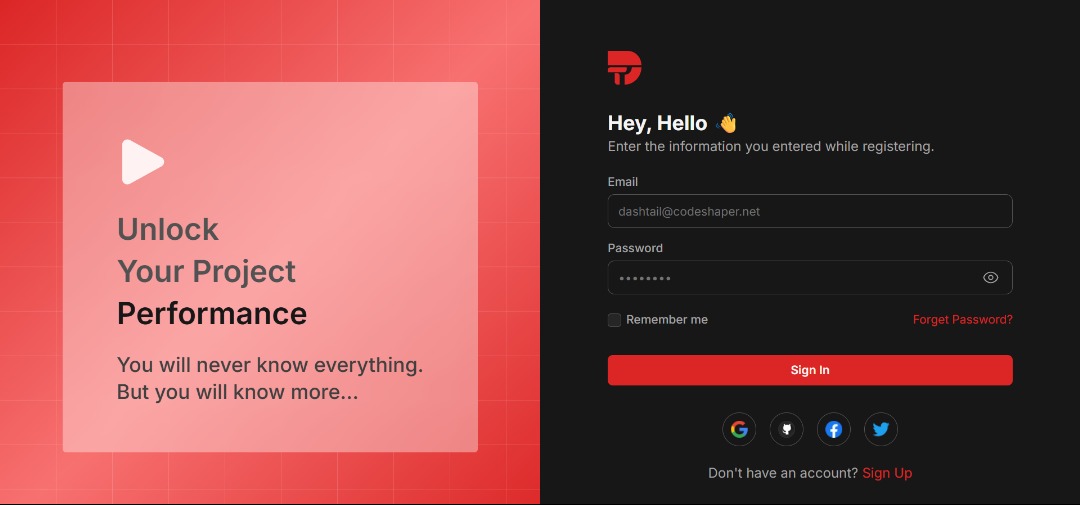 Unlock
Your Project
Performance
You will never know everything.
But you will know more...
Hey, Hello 👋
Enter the information you entered while registering.
Email
dashtail@codeshaper.net
Password
Remember me
Forget Password?
Sign In
Don't have an account? Sign Up